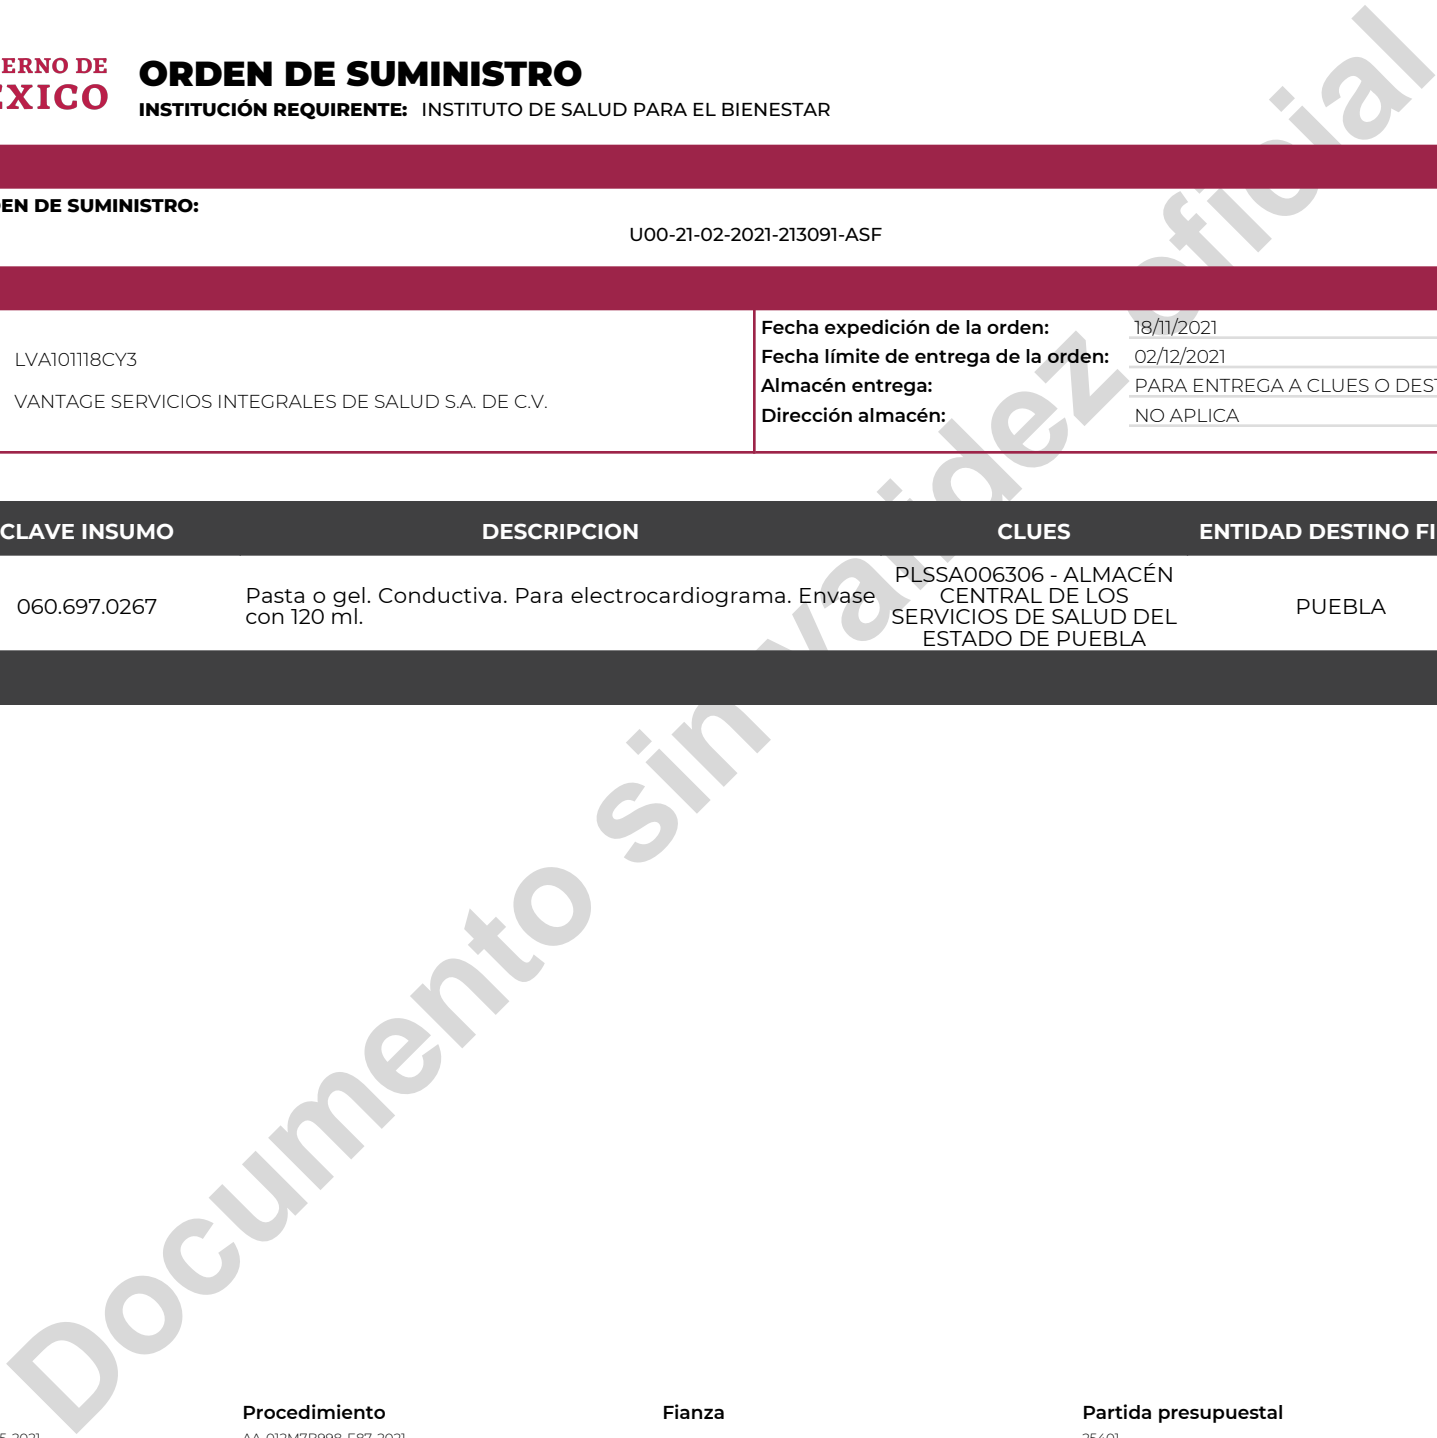 ERNO DE
EXICO
ORDEN DE SUMINISTRO
INSTITUCIÓN REQUIRENTE: INSTITUTO DE SALUD PARA EL BIENESTAR
EN DE SUMINISTRO:
U00-21-02-2021-213091-ASF
LVA101118CY3
VANTAGE SERVICIOS INTEGRALES DE SALUD S.A. DE C.V.
Fecha expedición de la orden: 18/11/2021
Fecha límite de entrega de la orden: 02/12/2021
Almacén entrega: PARA ENTREGA A CLUES O DEST
Dirección almacén: NO APLICA
CLAVE INSUMO DESCRIPCION CLUES ENTIDAD DESTINO FI
060.697.0267
Pasta o gel. Conductiva. Para electrocardiograma. Envase
con 120 ml.
PLSSA006306 - ALMACÉN
CENTRAL DE LOS
SERVICIOS DE SALUD DEL
ESTADO DE PUEBLA
PUEBLA
Documento sin validez oficial
Procedimiento Fianza Partida presupuestal